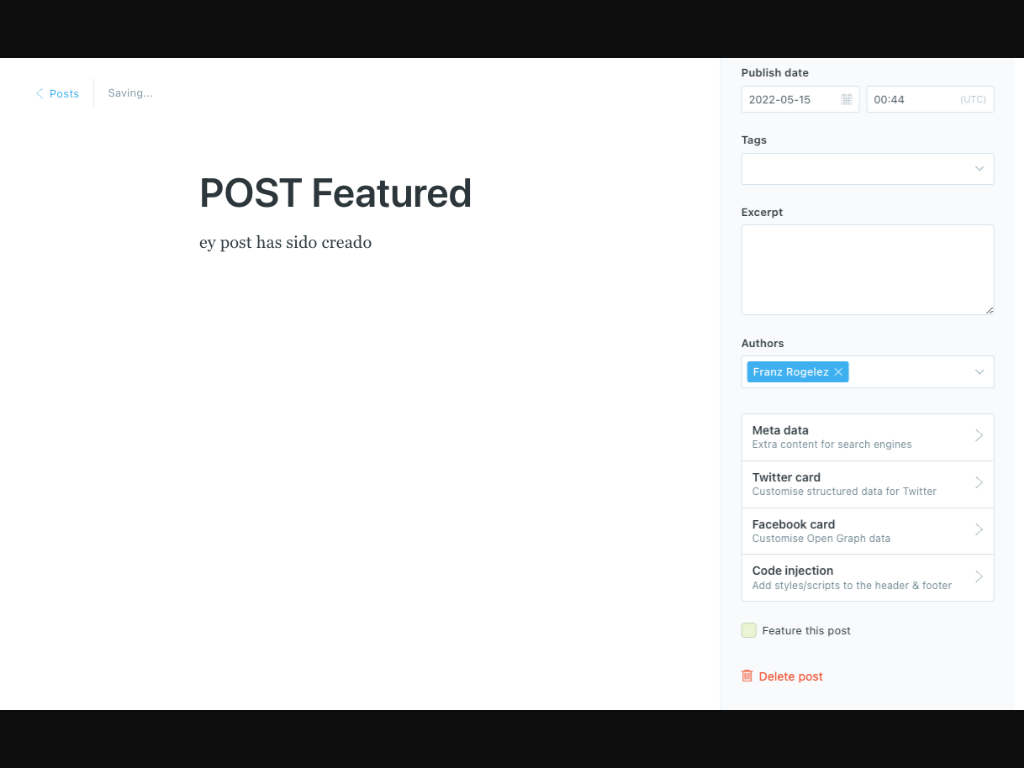 Posts
Saving...
POST Featured
ey post has sido creado
Publish date
2022-05-15
00:44
(UTC)
Tags
Excerpt
Authors
Franz Rogelez
Meta data
Extra content for search engines
Twitter card
Customise structured data for Twitter
Facebook card
Customise Open Graph data
Code injection
Add styles/scripts to the header & footer
Feature this post
Delete post